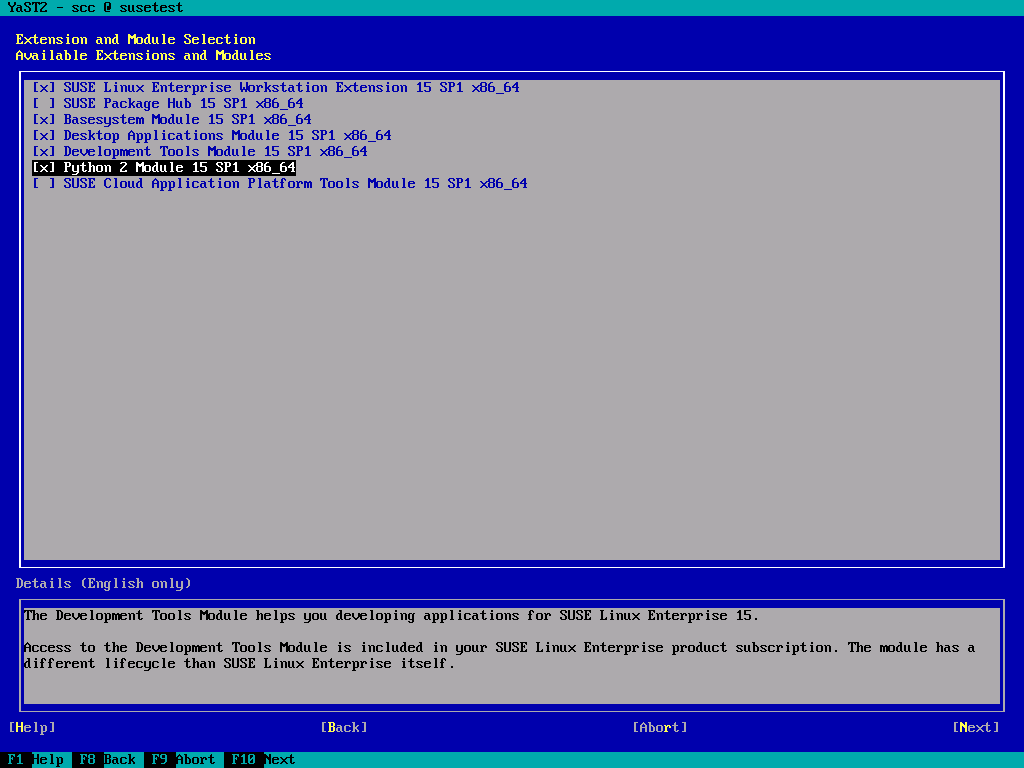 YaST2 - scc @ susetest
Extension and Module Selection
Available Extensions and Modules
[x] SUSE Linux Enterprise Workstation Extension 15 SP1 x86_64
[ ] SUSE Package Hub 15 SP1 x86_64
[x] Basesystem Module 15 SP1 x86_64
[x] Desktop Applications Module 15 SP1 x86_64
[x] Development Tools Module 15 SP1 x86_64
[x] Python 2 Module 15 SP1 x86_64
[ ] SUSE Cloud Application Platform Tools Module 15 SP1 x86_64
Details (English only)
The Development Tools Module helps you developing applications for SUSE Linux Enterprise 15.
Access to the Development Tools Module is included in your SUSE Linux Enterprise product subscription. The module has a
different lifecycle than SUSE Linux Enterprise itself.
[Help] [Back] [Abort] [Next]
F1 Help F8 Back F9 Abort F10 Next